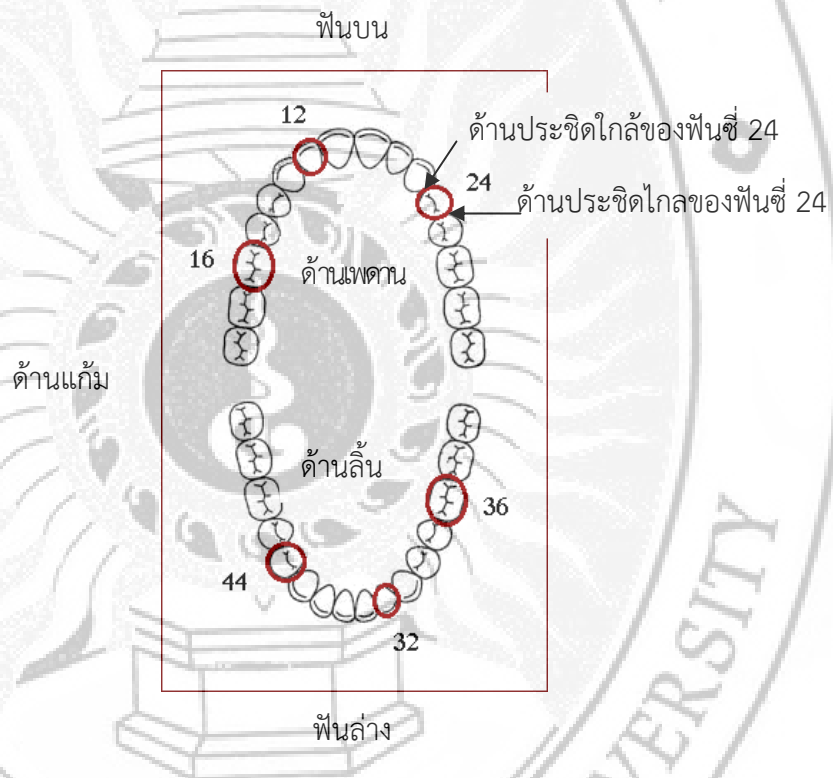 ฟันบน
12
ด้านประชิดใกล้ของฟันซี่ 24
24
ด้านประชิดไกลของฟันซี่ 24
16
ด้านเพดาน
ด้านแก้ม
ด้านลิ้น
36
44
32
ฟันล่าง
VERSITY